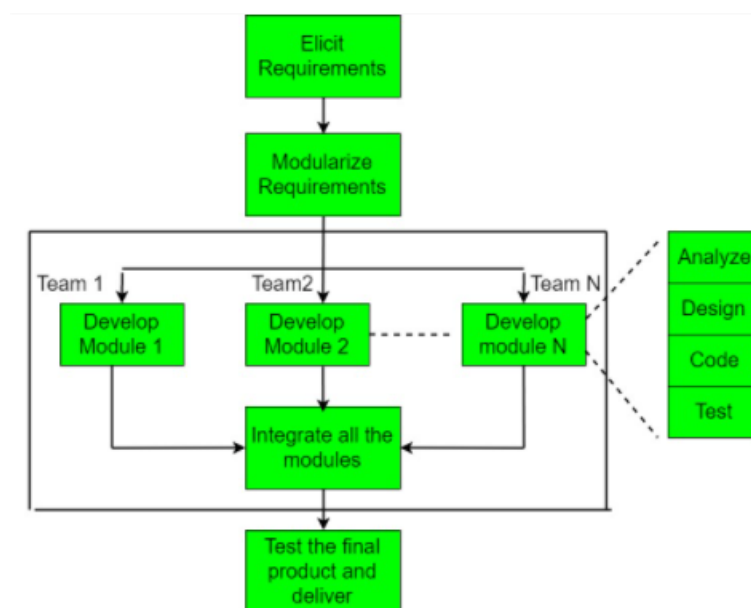 Elicit
Requirements
Modularize
Requirements
Team 1
Team2
Team N
Develop
Module 1
Develop
Module 2
Develop
module N
Analyze
Design
Code
Test
Integrate all the
modules
Test the final
product and
deliver